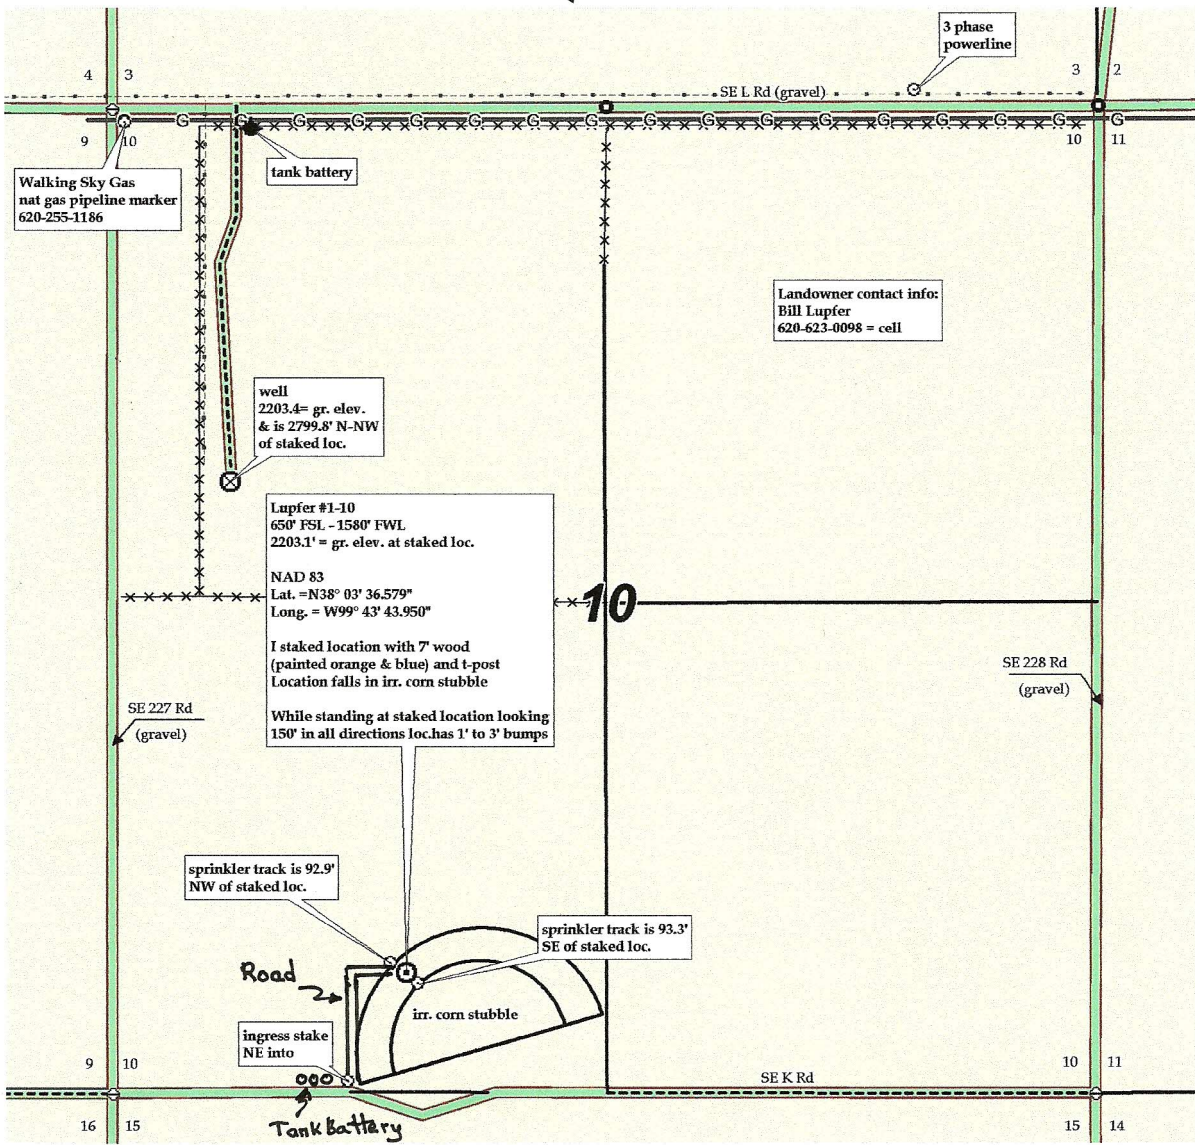 3 phase
powerline
4 3
3 2
SE L Rd (gravel)
G G G G G G G G G G G G G G G G G
9 10
10 11
tank battery
Walking Sky Gas
nat gas pipeline marker
620-255-1186
Landowner contact info:
Bill Lupfer
620-623-0098 = cell
well
2203.4= gr. elev.
& is 2799.8' N-NW
of staked loc.
Lupfer #1-10
650' FSL - 1580' FWL
2203.1' = gr. elev. at staked loc.
NAD 83
Lat. =N38° 03' 36.579"
Long. = W99° 43' 43.950"
I staked location with 7' wood
(painted orange & blue) and t-post
Location falls in irr. corn stubble
While standing at staked location looking
150' in all directions loc.has 1' to 3' bumps
10
SE 228 Rd
(gravel)
SE 227 Rd
(gravel)
sprinkler track is 92.9'
NW of staked loc.
sprinkler track is 93.3'
SE of staked loc.
Road
irr. corn stubble
ingress stake
NE into
9 10
10 11
SE K Rd
Tank Battery
16 15
15 14